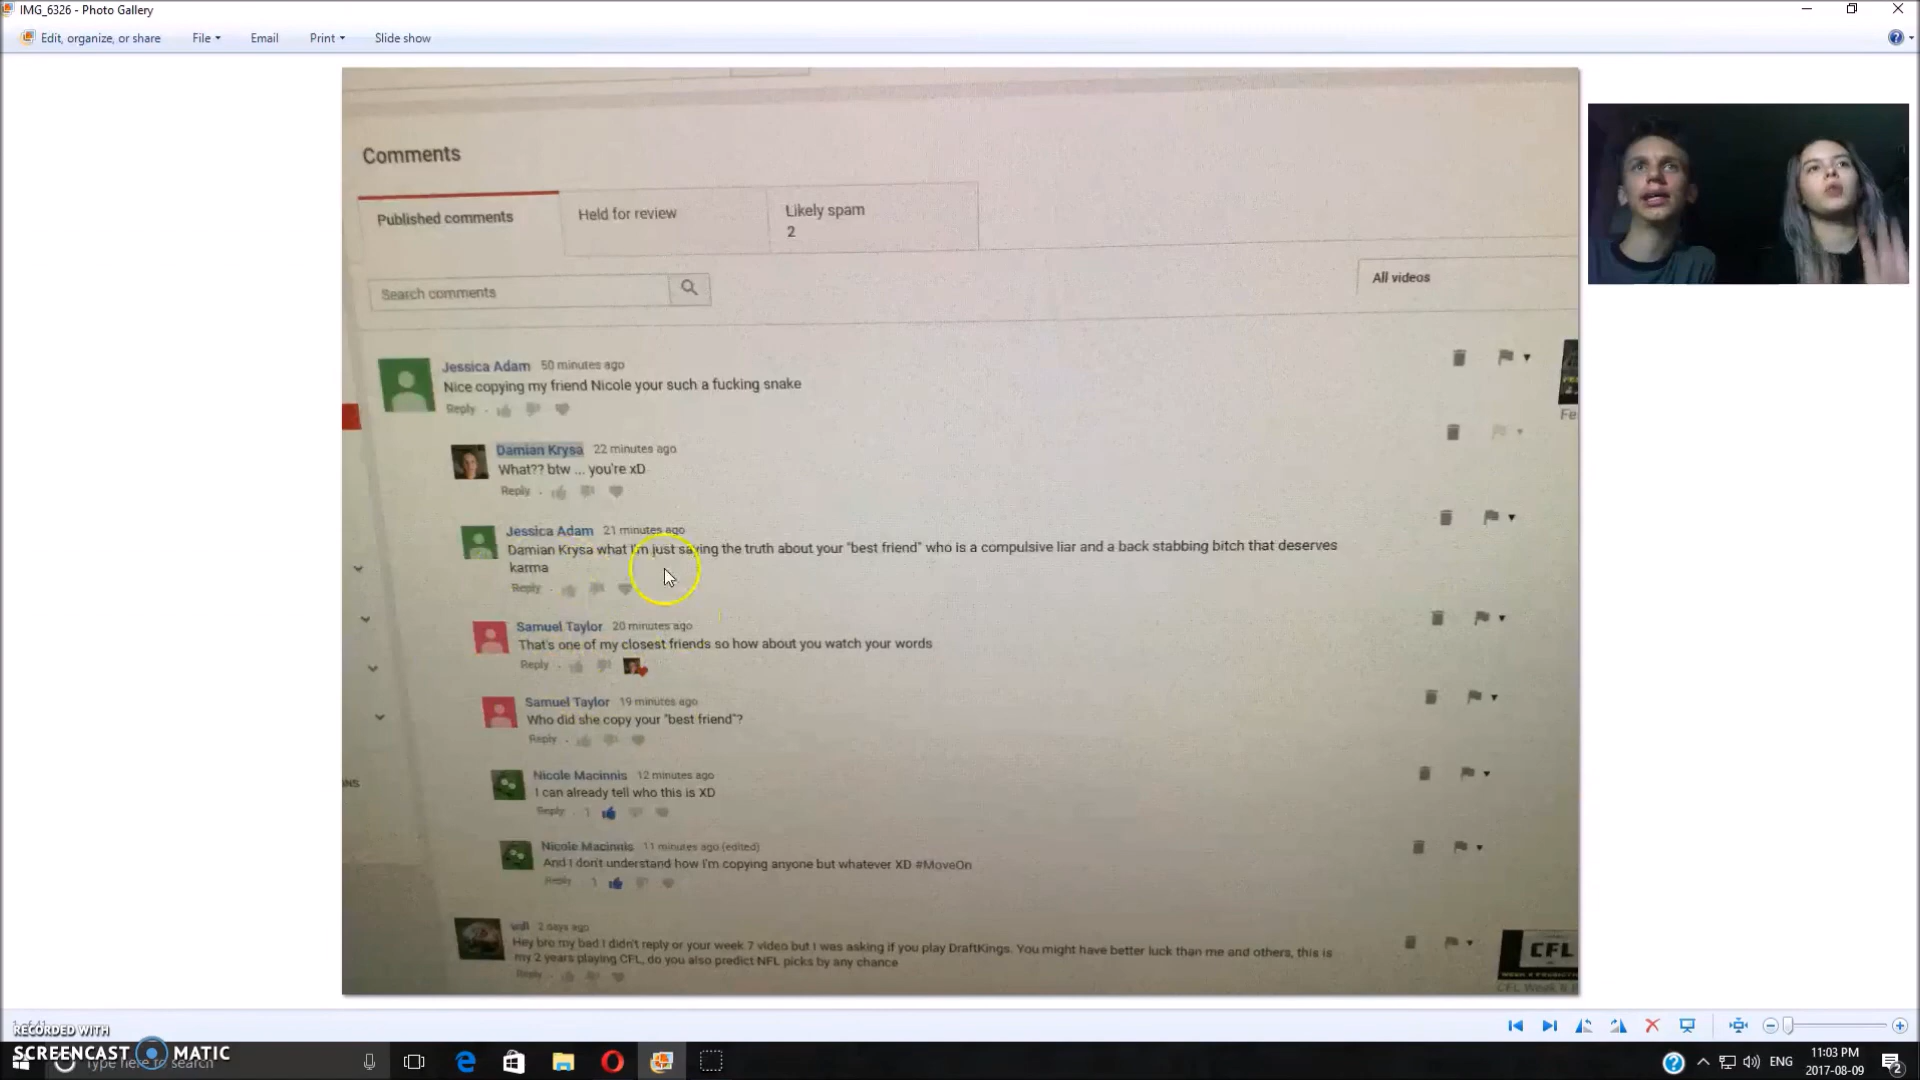 IMG_6326 - Photo Gallery
Edit, organize, or share File Email Print Slide show
Comments
Published comments Held for review Likely spam
2
Search comments All videos
Jessica Adam 50 minutes ago
Nice copying my friend Nicole your such a fucking snake
Reply
Fe
Damian Krysa 22 minutes ago
What?? btw ... you're xD
Reply
Jessica Adam 21 minutes ago
Damian Krysa what I'm just saying the truth about your "best friend" who is a compulsive liar and a back stabbing bitch that deserves
karma
Reply
Samuel Taylor 20 minutes ago
That's one of my closest friends so how about you watch your words
Reply
Samuel Taylor 19 minutes ago
Who did she copy your "best friend"?
Reply
Nicole Macinnis 12 minutes ago
I can already tell who this is XD
Reply 1
Nicole Macinnis 11 minutes ago (edited)
And I don't understand how I'm copying anyone but whatever XD #MoveOn
Reply 1
2 days ago
Hey bro my bad I didn't reply or your week 7 video but I was asking if you play DraftKings. You might have better luck than me and others, this is
my 2 years playing CFL, do you also predict NFL picks by any chance
Reply
CFL
RECORDED WITH
SCREENCAST MATIC
Type here to search
ENG
11:03 PM
2017-08-09
2